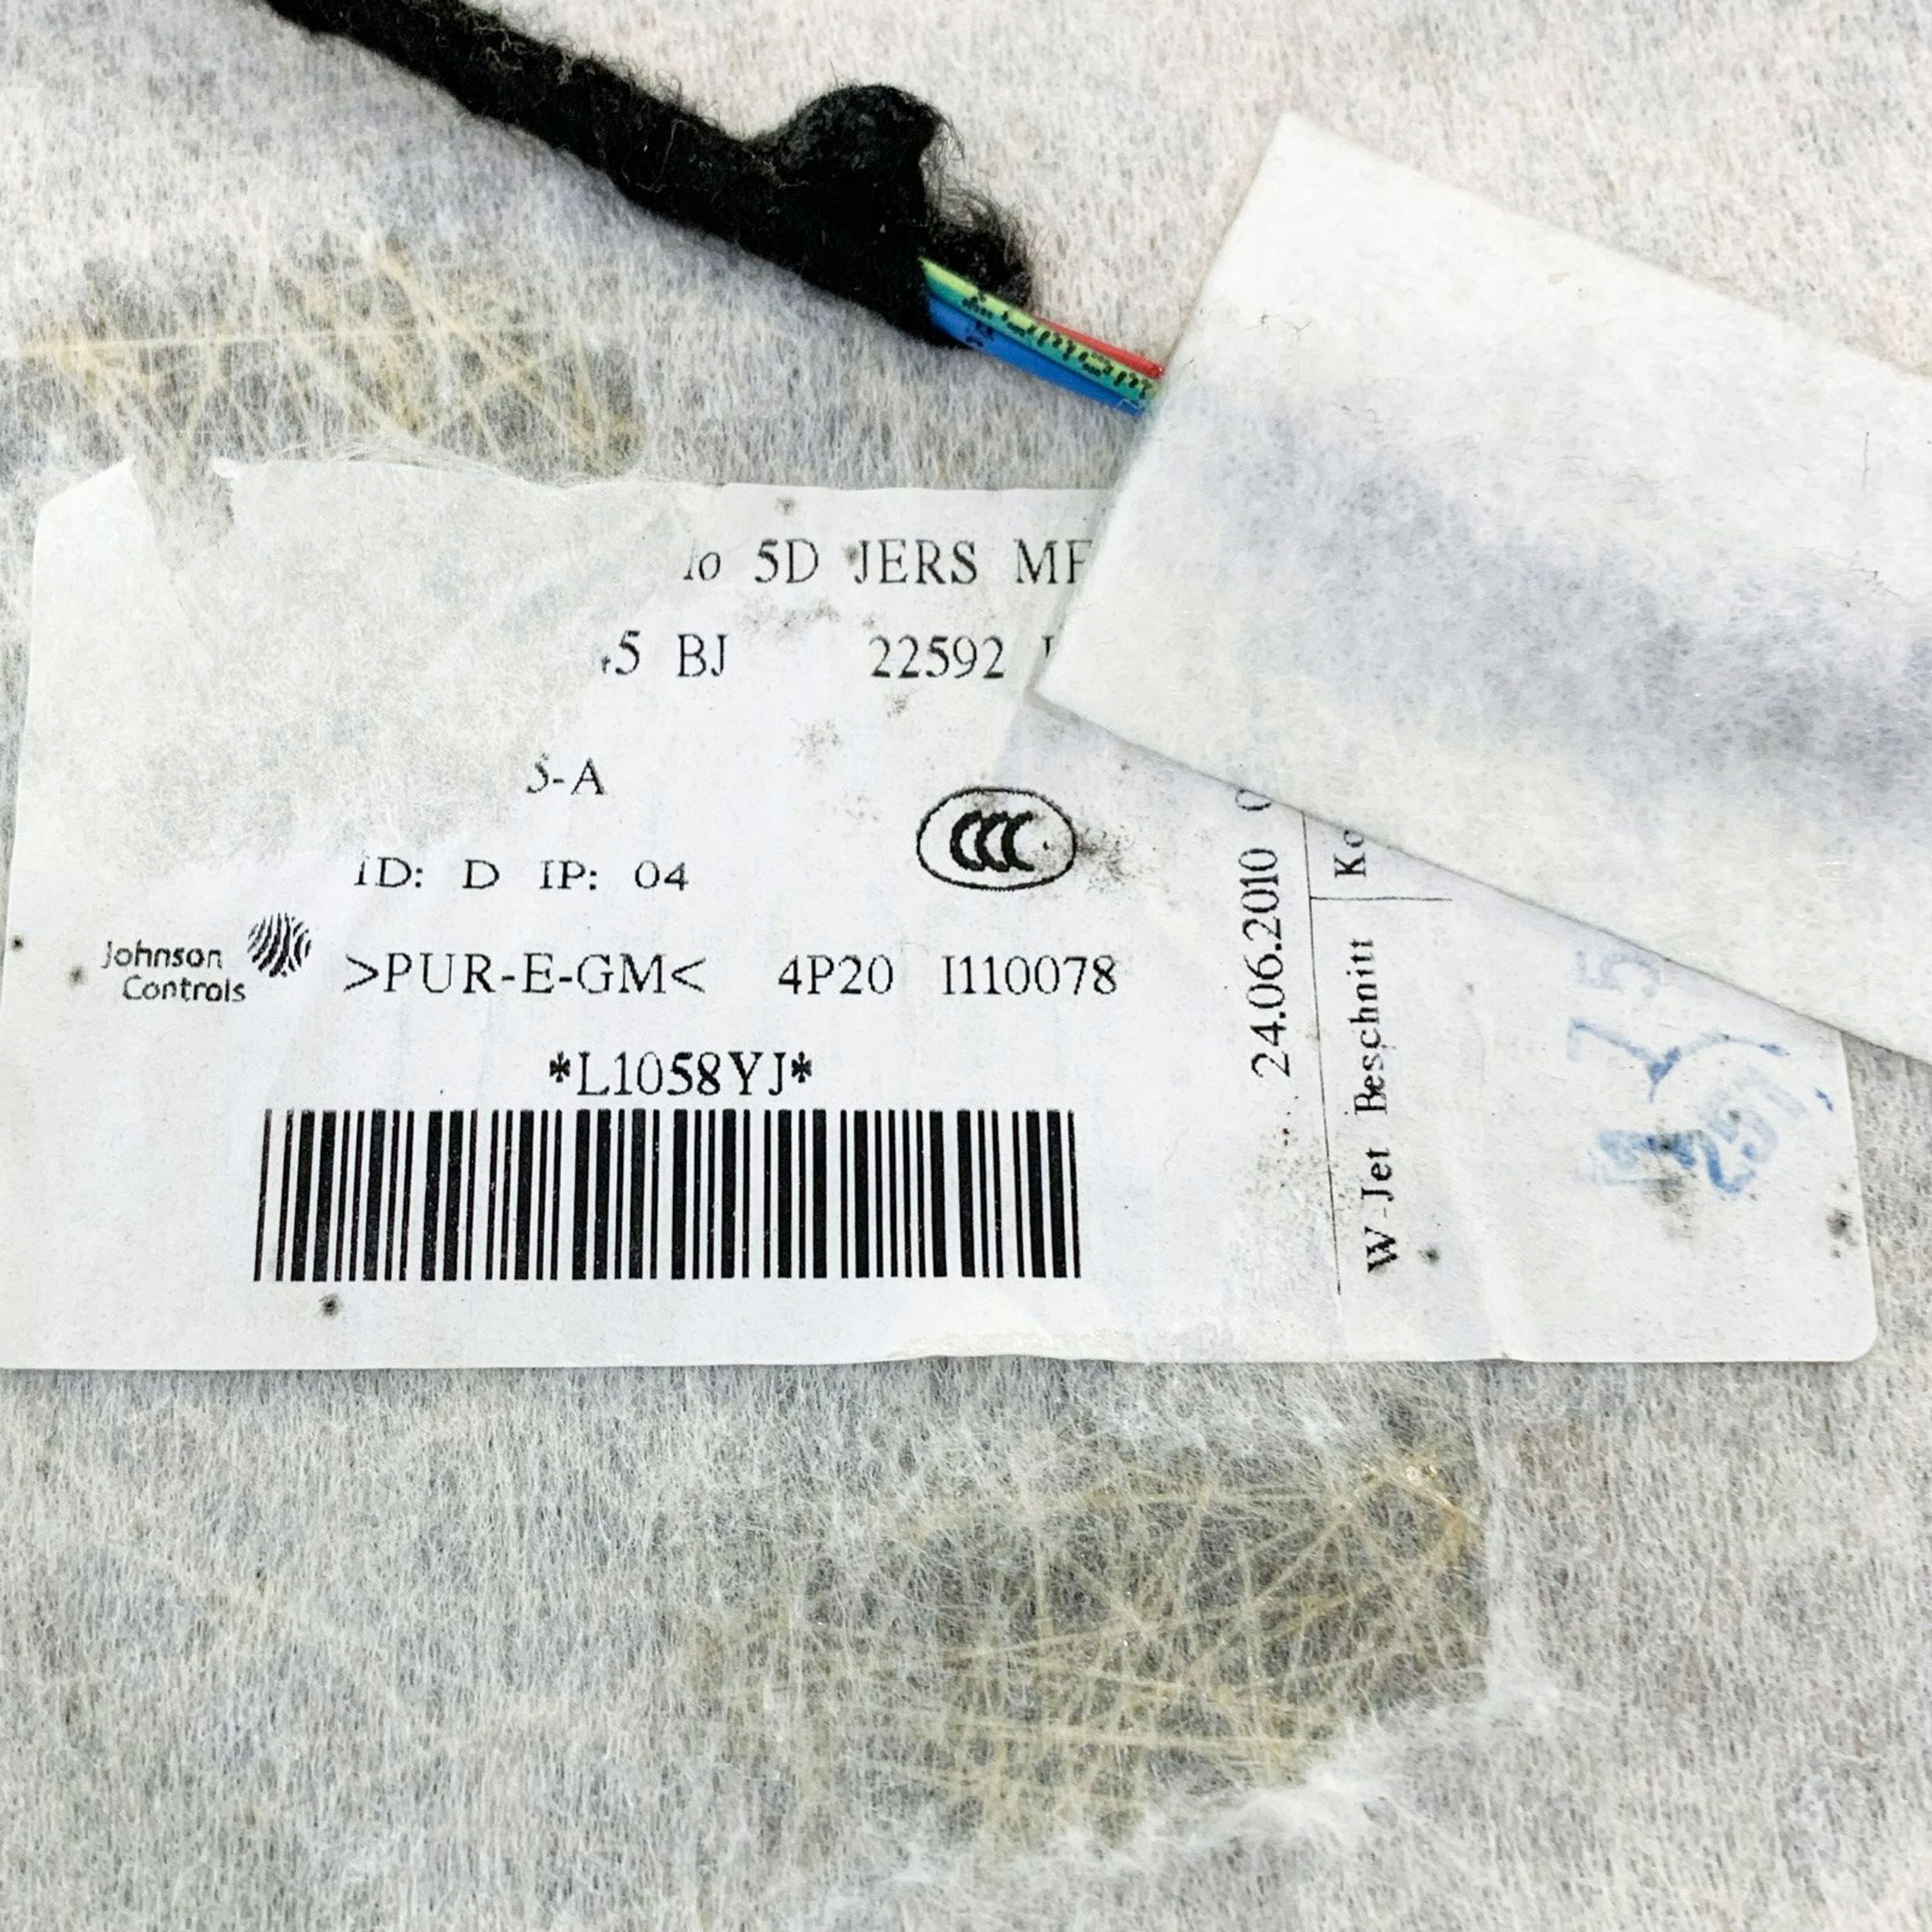 5D JERS
BJ 22592
-A
ID: D IP: 04
CCC
Johnson
Controls
>PUR-E-GM< 4P20 I110078
*L1058YJ*
24.06.2010
W-Jet Beschnitt